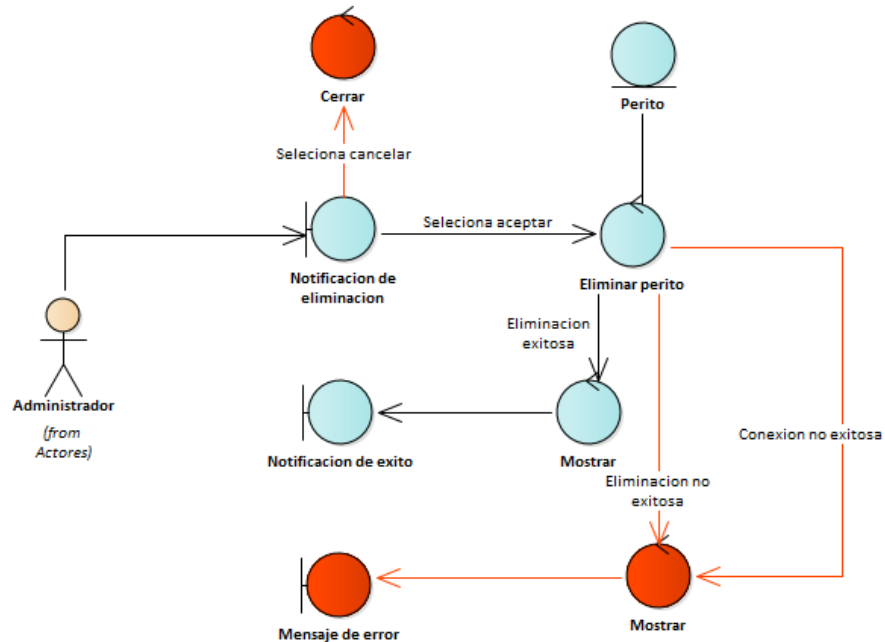 Cerrar
Perito
Seleciona cancelar
Seleciona aceptar
Notificacion de
eliminacion
Eliminar perito
Eliminacion
exitosa
Administrador
(from
Actores)
Notificacion de exito
Mostrar
Conexion no exitosa
Eliminacion no
exitosa
Mensaje de error
Mostrar